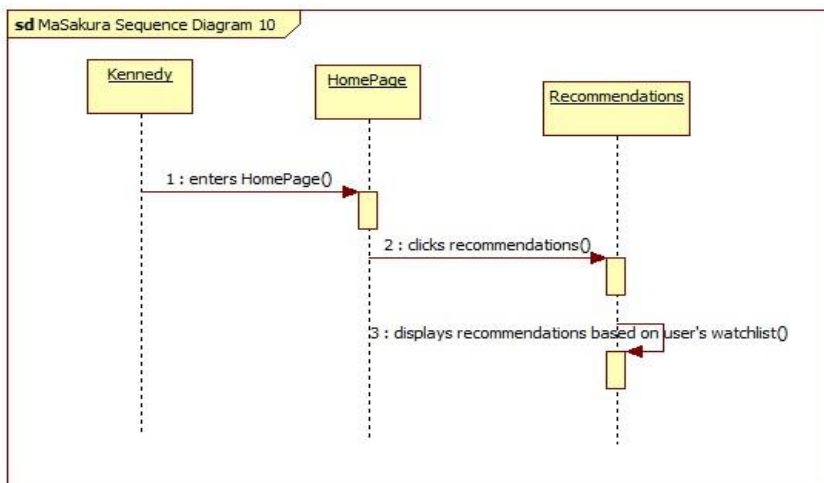 sd MaSakura Sequence Diagram 10
Kennedy
HomePage
Recommendations
1 : enters HomePage()
2 : clicks recommendations()
3 : displays recommendations based on user's watchlist()